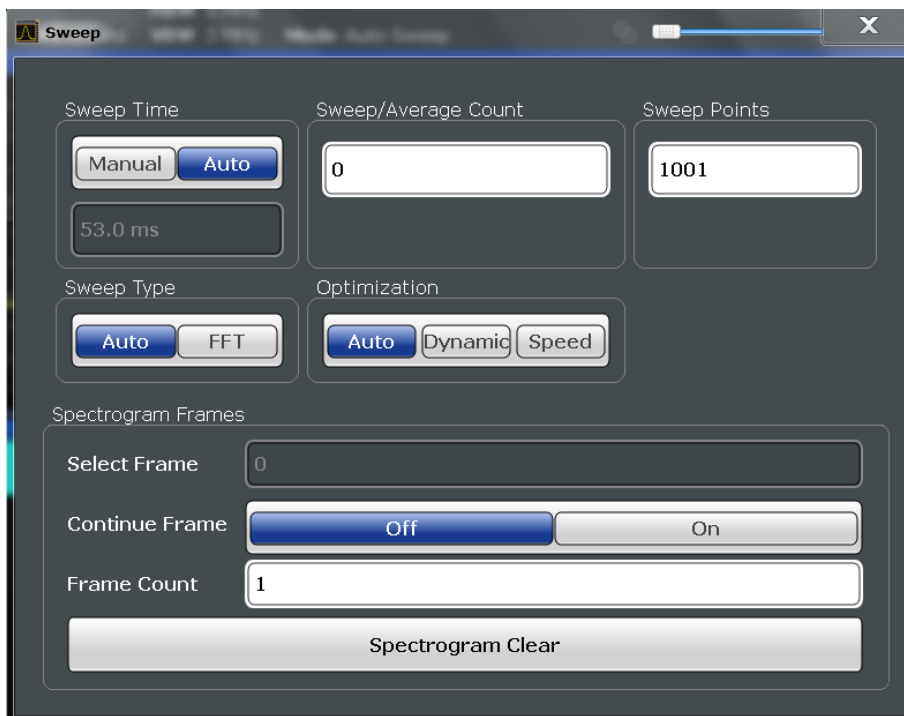 Sweep
Sweep Time
Sweep/Average Count
Sweep Points
Manual Auto
0
1001
53.0 ms
Sweep Type
Optimization
Auto FFT
Auto Dynamic Speed
Spectrogram Frames
Select Frame 0
Continue Frame Off On
Frame Count 1
Spectrogram Clear